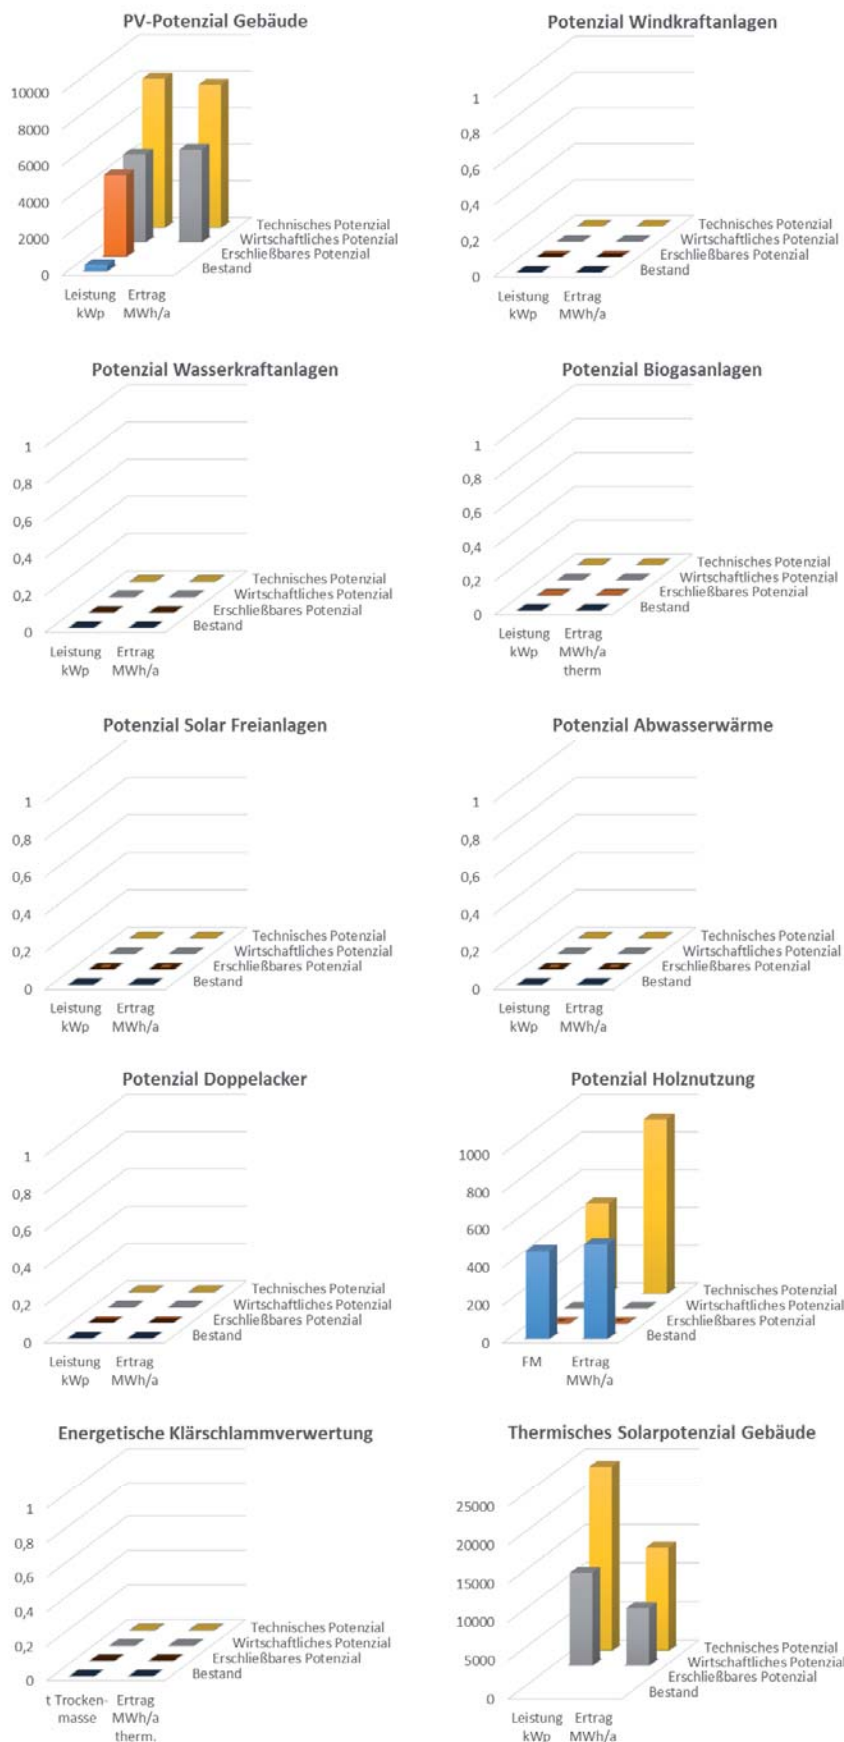 PV-Potenzial Gebäude
10000
8000
6000
4000
2000
0
Technisches Potenzial
Wirtschaftliches Potenzial
Erschließbares Potenzial
Bestand
Leistung Ertrag
kWp MWh/a
Potenzial Windkraftanlagen
1
0,8
0,6
0,4
0,2
0
Technisches Potenzial
Wirtschaftliches Potenzial
Erschließbares Potenzial
Bestand
Leistung Ertrag
kWp MWh/a
Potenzial Wasserkraftanlagen
1
0,8
0,6
0,4
0,2
0
Technisches Potenzial
Wirtschaftliches Potenzial
Erschließbares Potenzial
Bestand
Leistung Ertrag
kWp MWh/a
Potenzial Biogasanlagen
1
0,8
0,6
0,4
0,2
0
Technisches Potenzial
Wirtschaftliches Potenzial
Erschließbares Potenzial
Bestand
Leistung Ertrag
kWp MWh/a
therm
Potenzial Solar Freianlagen
1
0,8
0,6
0,4
0,2
0
Technisches Potenzial
Wirtschaftliches Potenzial
Erschließbares Potenzial
Bestand
Leistung Ertrag
kWp MWh/a
Potenzial Abwasserwärme
1
0,8
0,6
0,4
0,2
0
Technisches Potenzial
Wirtschaftliches Potenzial
Erschließbares Potenzial
Bestand
Leistung Ertrag
kWp MWh/a
Potenzial Doppelacker
1
0,8
0,6
0,4
0,2
0
Technisches Potenzial
Wirtschaftliches Potenzial
Erschließbares Potenzial
Bestand
Leistung Ertrag
kWp MWh/a
Potenzial Holznutzung
1000
800
600
400
200
0
Technisches Potenzial
Wirtschaftliches Potenzial
Erschließbares Potenzial
Bestand
FM Ertrag
MWh/a
Energetische Klärschlammverwertung
1
0,8
0,6
0,4
0,2
0
Technisches Potenzial
Wirtschaftliches Potenzial
Erschließbares Potenzial
Bestand
t Trocken- Ertrag
masse MWh/a
therm.
Thermisches Solarpotenzial Gebäude
25000
20000
15000
10000
5000
0
Technisches Potenzial
Wirtschaftliches Potenzial
Erschließbares Potenzial
Bestand
Leistung Ertrag
kWp MWh/a